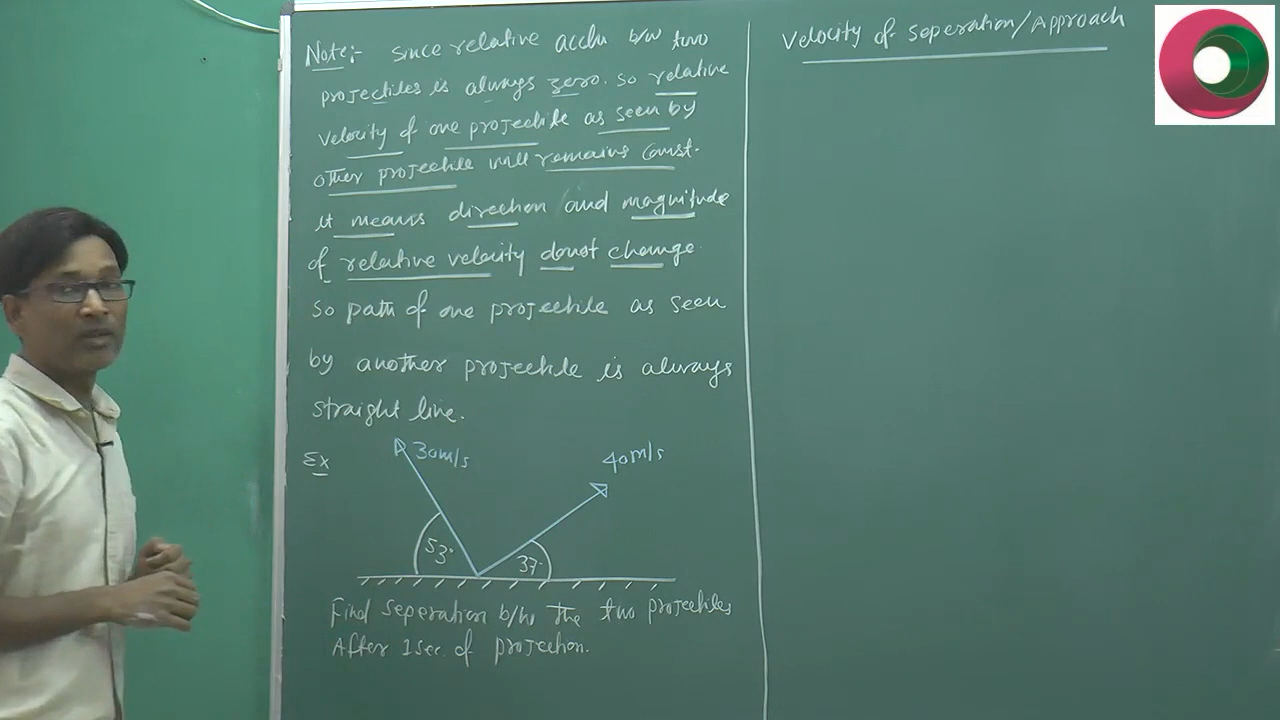 Note:- Since relative accln b/w two
projectiles is always zero. so relative
velocity of one projectile as seen by
other projectile will remains const.
it means direction and magnitude
of relative velocity donot change.
so path of one projectile as seen
by another projectile is always
straight line.
Ex
30m/s
40m/s
53°
37°
Find seperation b/w the two projectiles
After 1sec. of projection.
Velocity of seperation/Approach